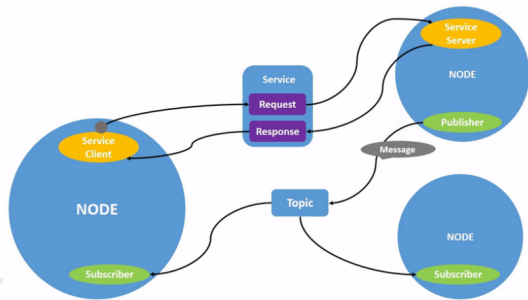 Service
Server
NODE
Publisher
Service
Request
Response
Service
Client
NODE
Subscriber
Message
Topic
NODE
Subscriber